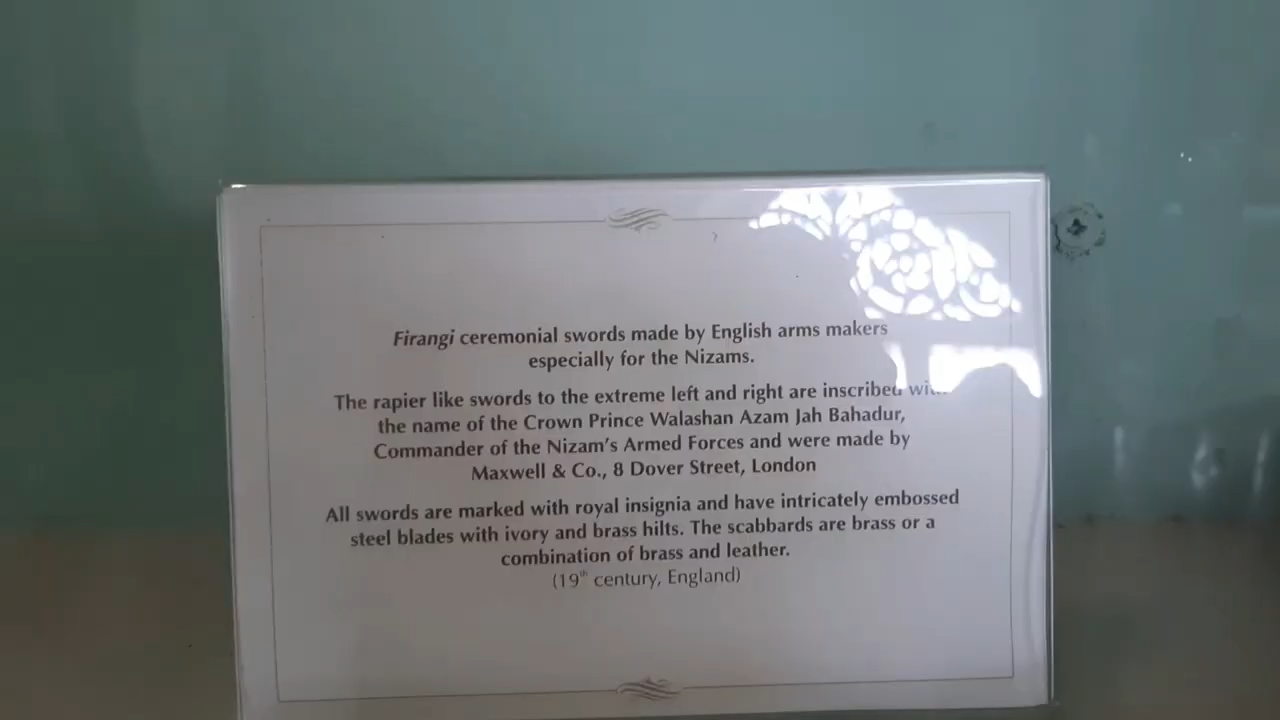 Firangi ceremonial swords made by English arms makers
especially for the Nizams.
The rapier like swords to the extreme left and right are inscribed
the name of the Crown Prince Walashan Azam Jah Bahadur,
Commander of the Nizam's Armed Forces and were made by
Maxwell & Co., 8 Dover Street, London
All swords are marked with royal insignia and have intricately embossed
steel blades with ivory and brass hilts. The scabbards are brass or a
combination of brass and leather.
(19th century, England)